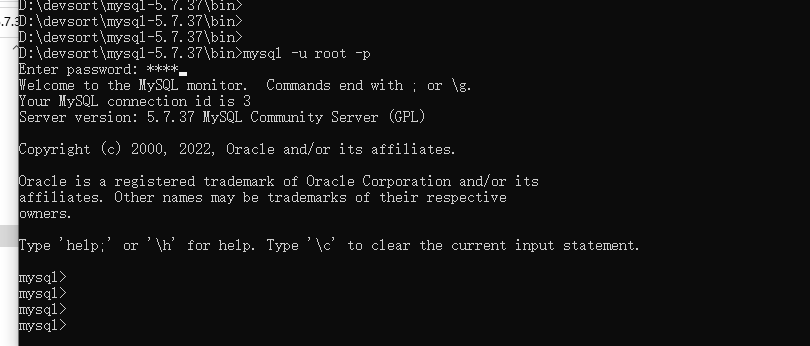 D:\devsort\mysql-5.7.37\bin>
D:\devsort\mysql-5.7.37\bin>
D:\devsort\mysql-5.7.37\bin>
D:\devsort\mysql-5.7.37\bin>mysql -u root -p
Enter password: ****
Welcome to the MySQL monitor.  Commands end with ; or \g.
Your MySQL connection id is 3
Server version: 5.7.37 MySQL Community Server (GPL)
Copyright (c) 2000, 2022, Oracle and/or its affiliates.
Oracle is a registered trademark of Oracle Corporation and/or its
affiliates. Other names may be trademarks of their respective
owners.
Type 'help;' or '\h' for help. Type '\c' to clear the current input statement.
mysql>
mysql>
mysql>
mysql>